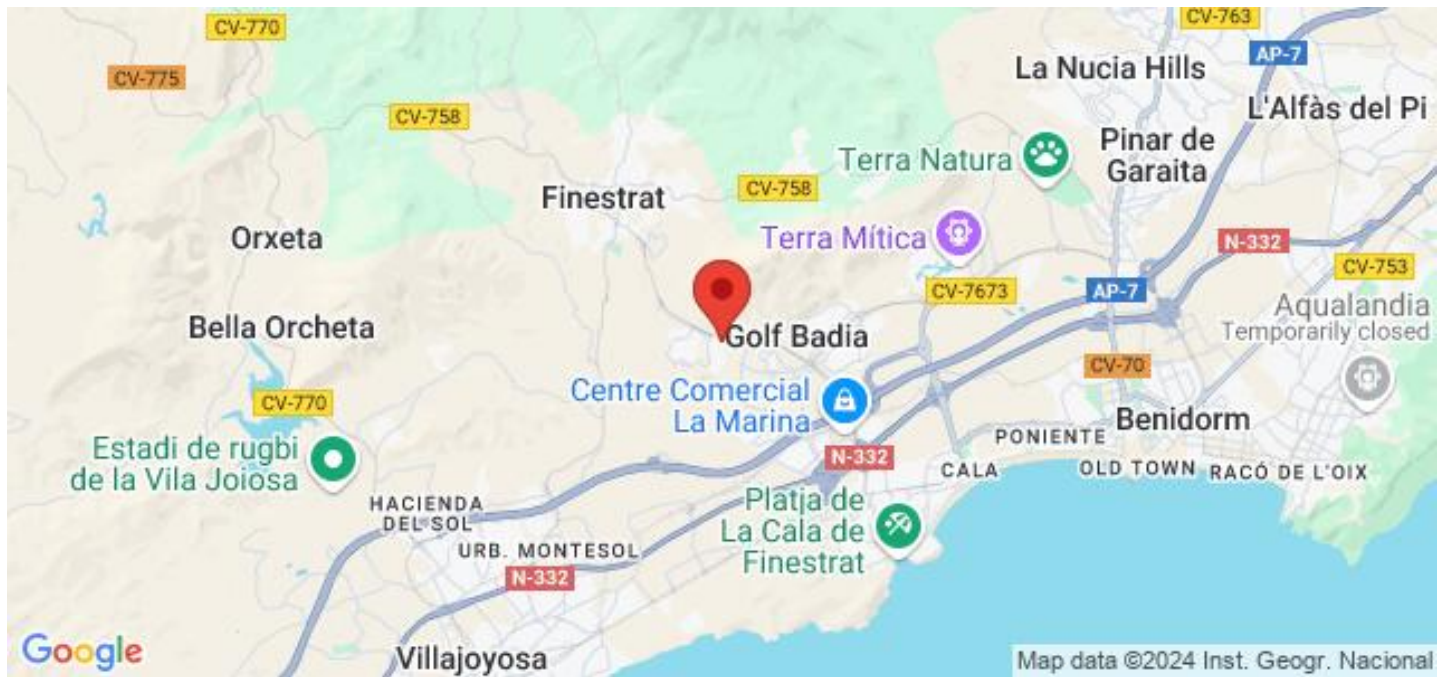 CV-770
CV-763
AP-7
La Nucia Hills
CV-775
L'Alfàs del Pi
CV-758
Pinar de
Garaita
Terra Natura
CV-758
Finestrat
Orxeta
Terra Mítica
N-332
CV-753
CV-7673
AP-7
Aqualandia
Temporarily closed
Bella Orcheta
Golf Badia
CV-70
Centre Comercial
La Marina
CV-770
Benidorm
PONIENTE
Estadi de rugbi
de la Vila Joiosa
N-332
CALA
OLD TOWN
RACÓ DE L'OIX
HACIENDA
DEL SOL
Platja de
La Cala de
Finestrat
URB. MONTESOL
N-332
Villajoyosa
Google
Map data ©2024 Inst. Geogr. Nacional